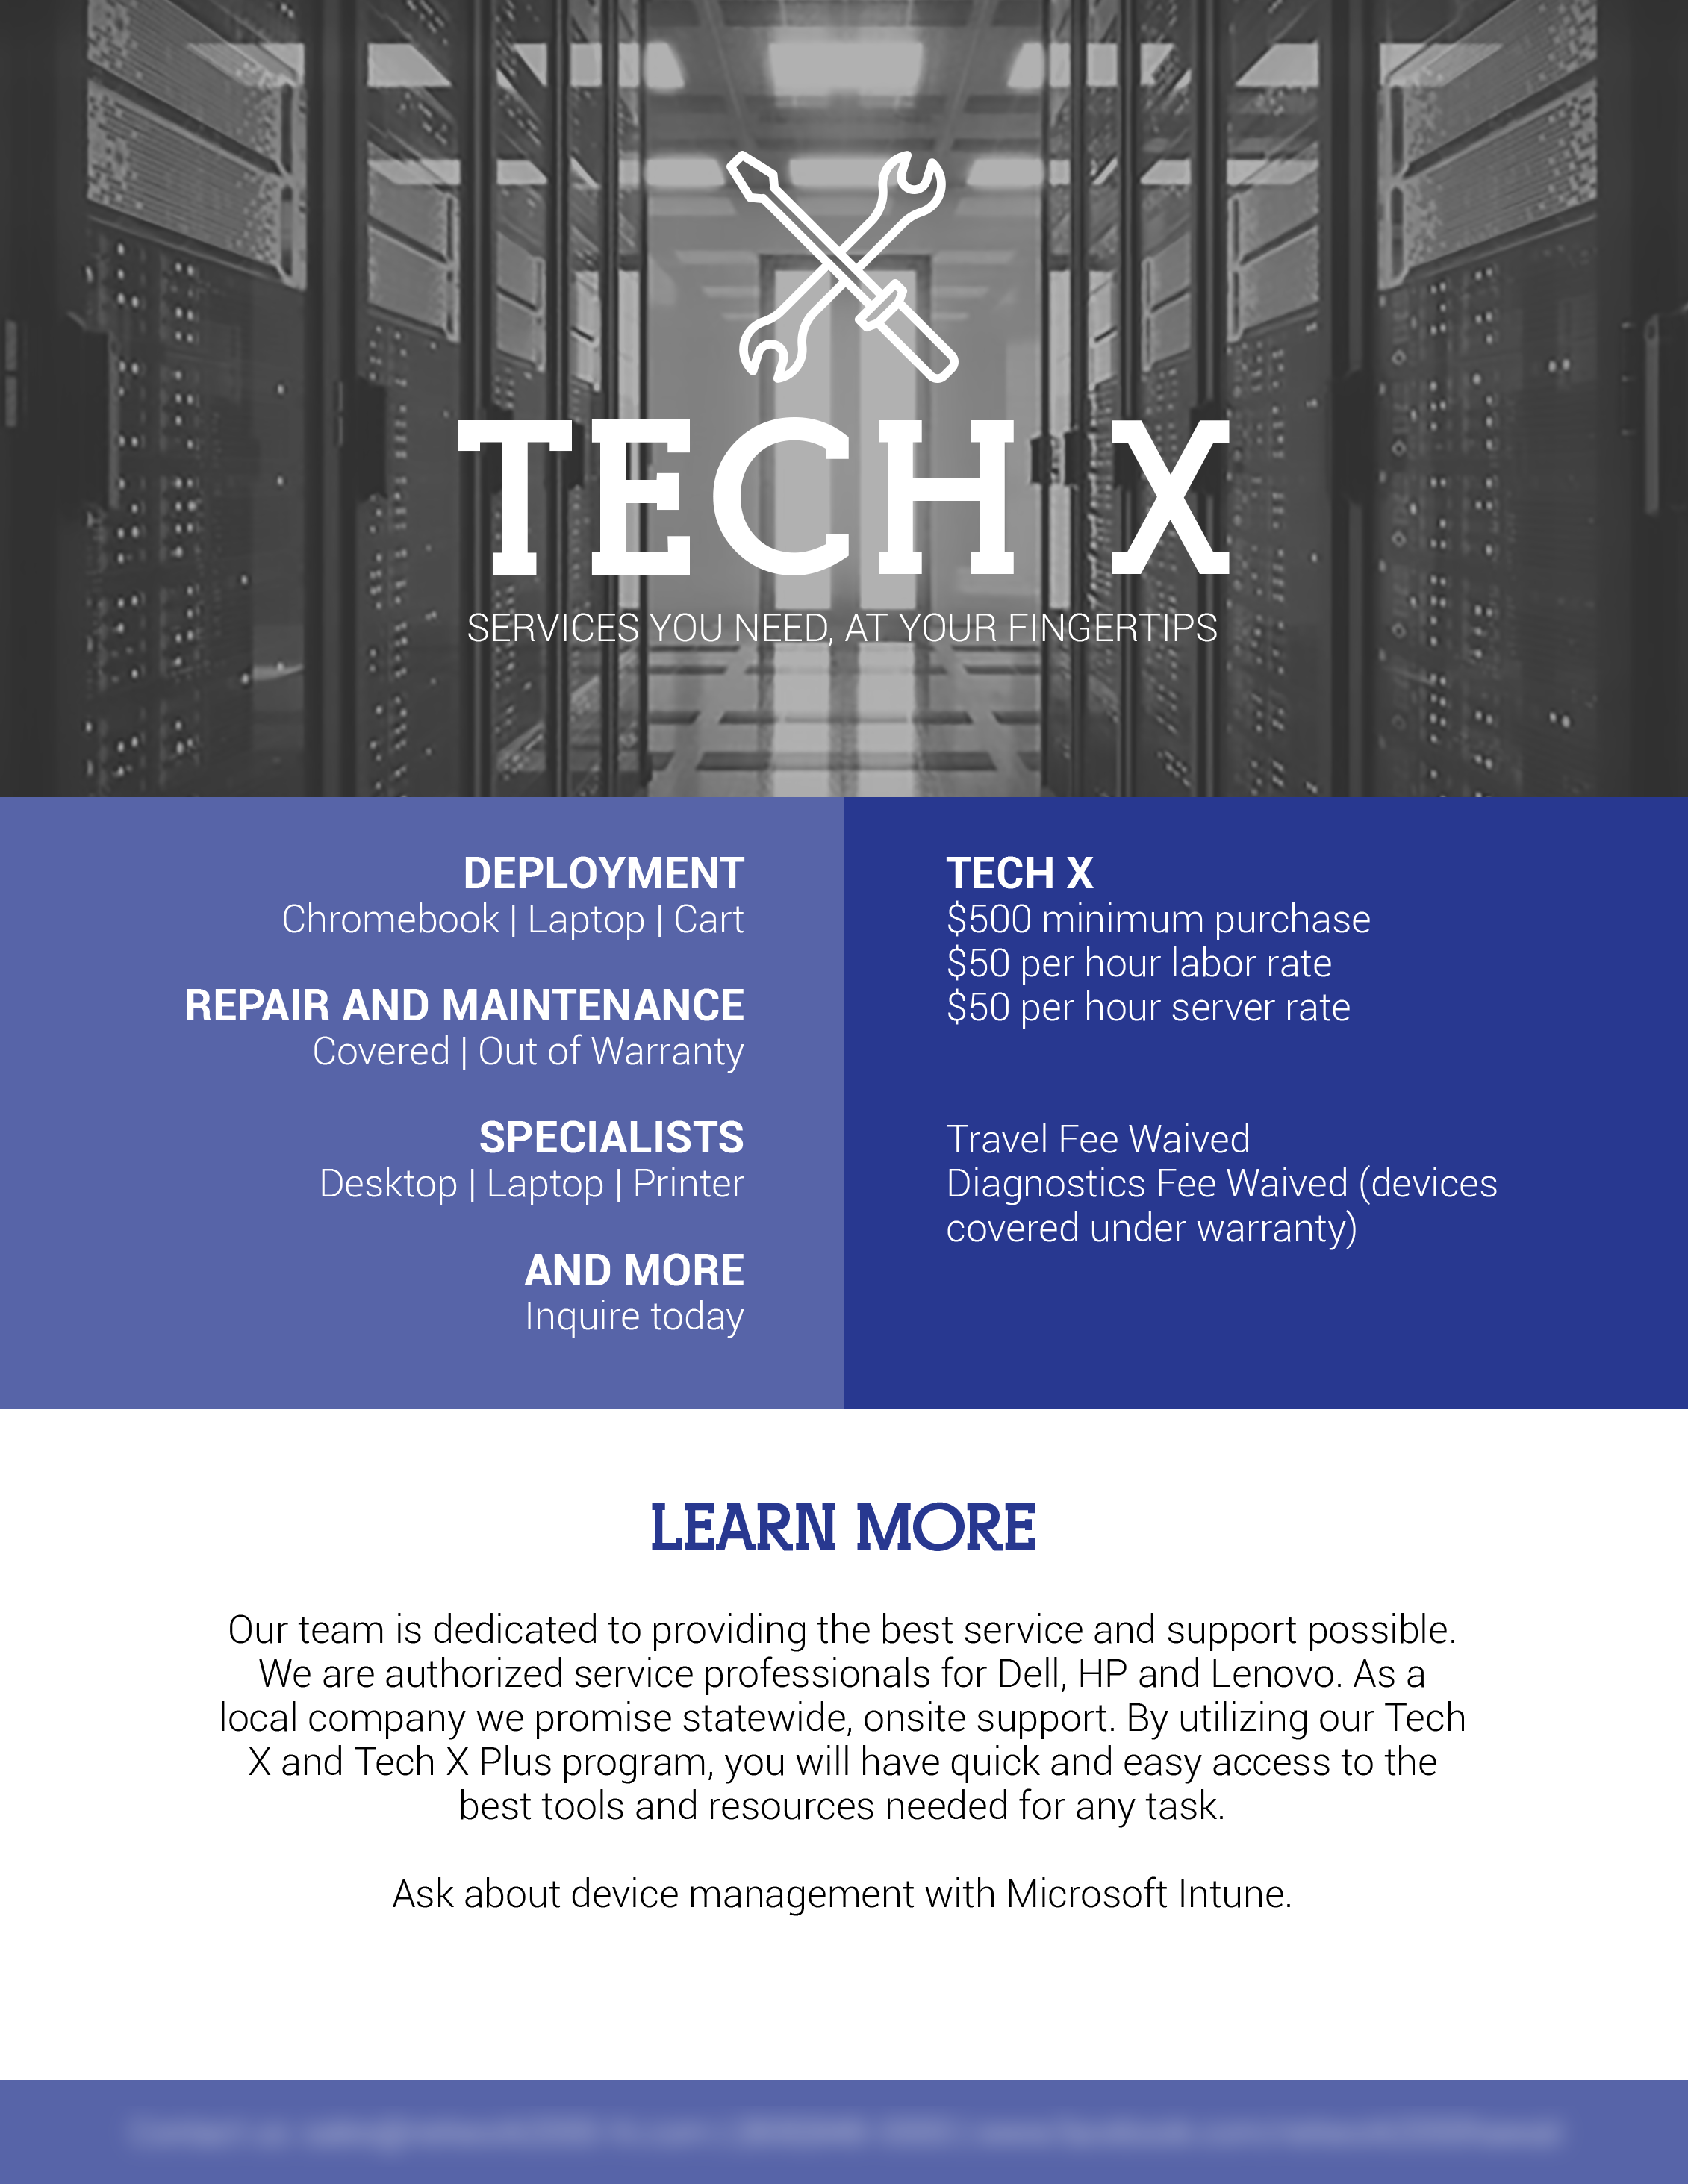 TECH X
SERVICES YOU NEED, AT YOUR FINGERTIPS
DEPLOYMENT
Chromebook | Laptop | Cart
REPAIR AND MAINTENANCE
Covered | Out of Warranty
SPECIALISTS
Desktop | Laptop | Printer
AND MORE
Inquire today
TECH X
$500 minimum purchase
$50 per hour labor rate
$50 per hour server rate
Travel Fee Waived
Diagnostics Fee Waived (devices
covered under warranty)
LEARN MORE
Our team is dedicated to providing the best service and support possible.
We are authorized service professionals for Dell, HP and Lenovo. As a
local company we promise statewide, onsite support. By utilizing our Tech
X and Tech X Plus program, you will have quick and easy access to the
best tools and resources needed for any task.
Ask about device management with Microsoft Intune.